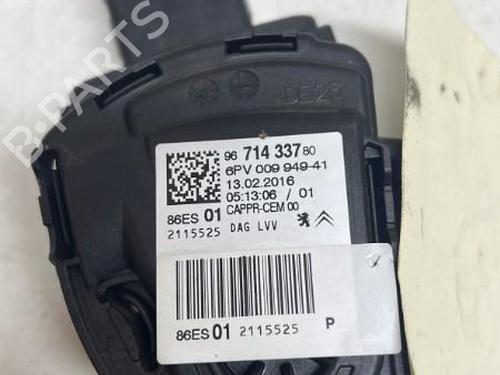 B-PARTS
DE23
96 714 337 80
6PV 009 949-41
13.02.2016
05:13:06 / 01
CAPPR-CEM 00
86ES 01
2115525 DAG LVV
86ES 01 2115525 P